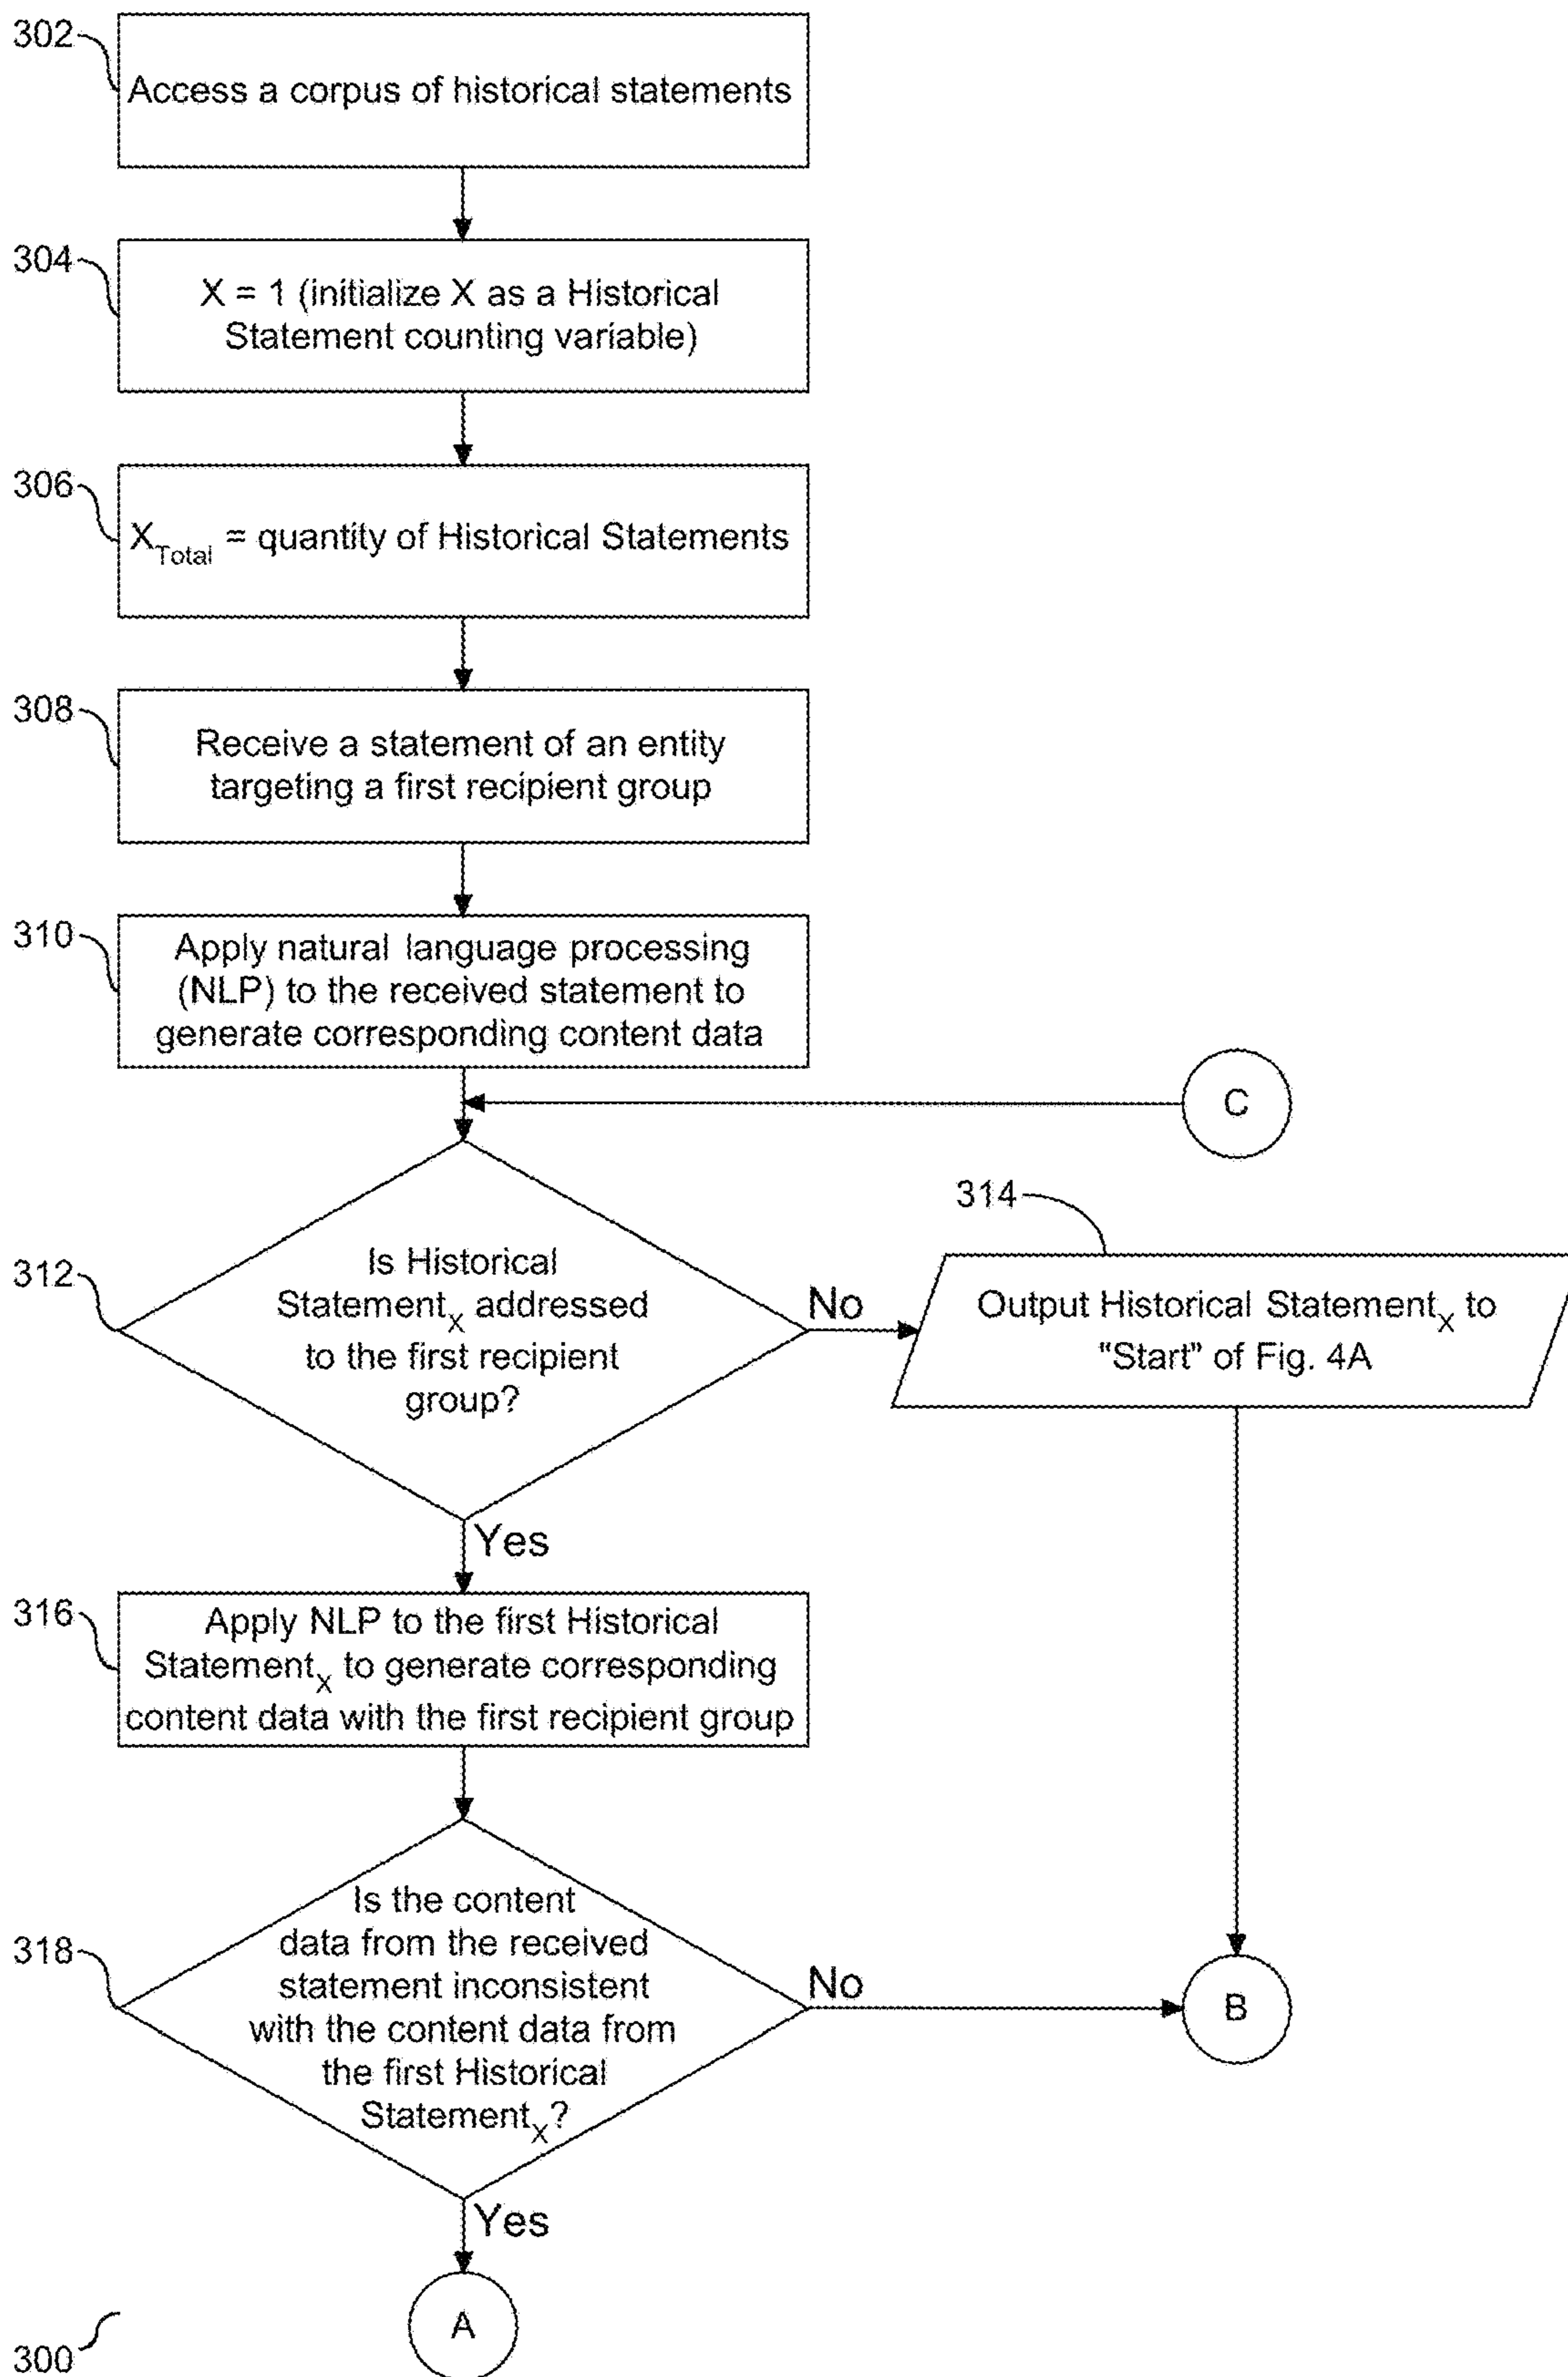 302
Access a corpus of historical statements
304
X = 1 (initialize X as a Historical
Statement counting variable)
306
X_Total = quantity of Historical Statements
308
Receive a statement of an entity
targeting a first recipient group
310
Apply natural language processing
(NLP) to the received statement to
generate corresponding content data
C
312
Is Historical
Statement_X addressed
to the first recipient
group?
No
314
Output Historical Statement_X to
"Start" of Fig. 4A
Yes
316
Apply NLP to the first Historical
Statement_X to generate corresponding
content data with the first recipient group
318
Is the content
data from the received
statement inconsistent
with the content data from
the first Historical
Statement_X?
No
B
Yes
A
300